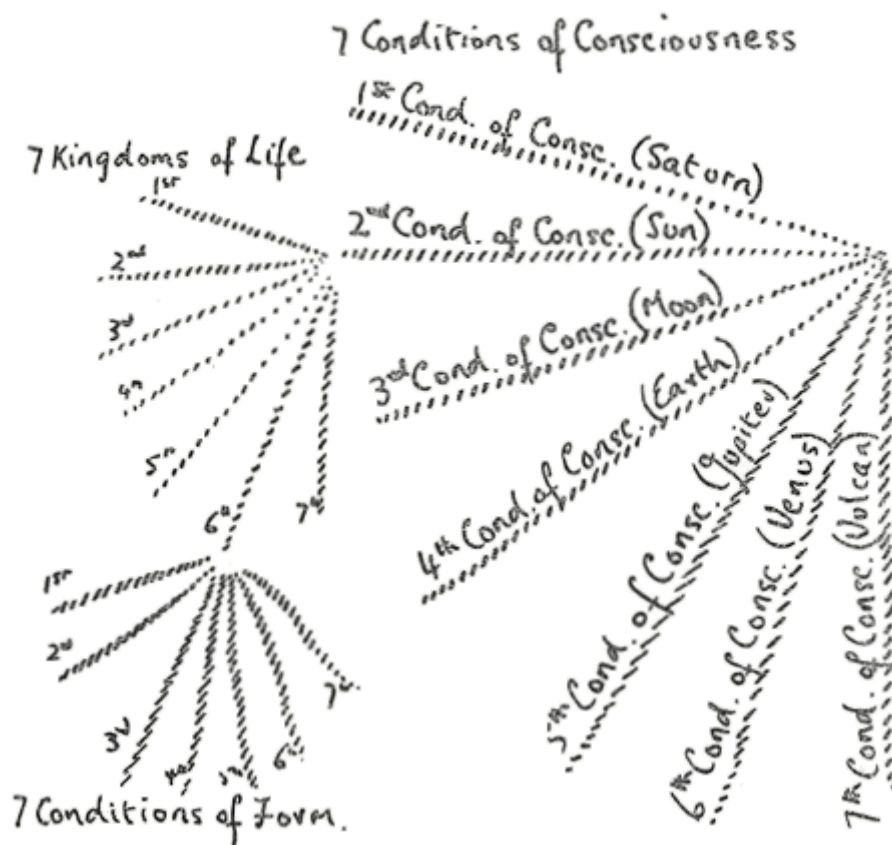 7 Conditions of Consciousness
1st Cond. of Consc. (Saturn)
2nd Cond. of Consc. (Sun)
3rd Cond. of Consc. (Moon)
4th Cond. of Consc. (Earth)
5th Cond. of Consc. (Jupiter)
6th Cond. of Consc. (Venus)
7th Cond. of Consc. (Vulcan)
7 Kingdoms of Life
1st
2nd
3rd
4th
5th
6th
7th
1st
2nd
3rd
4th
5th
6th
7th
7 Conditions of Form.